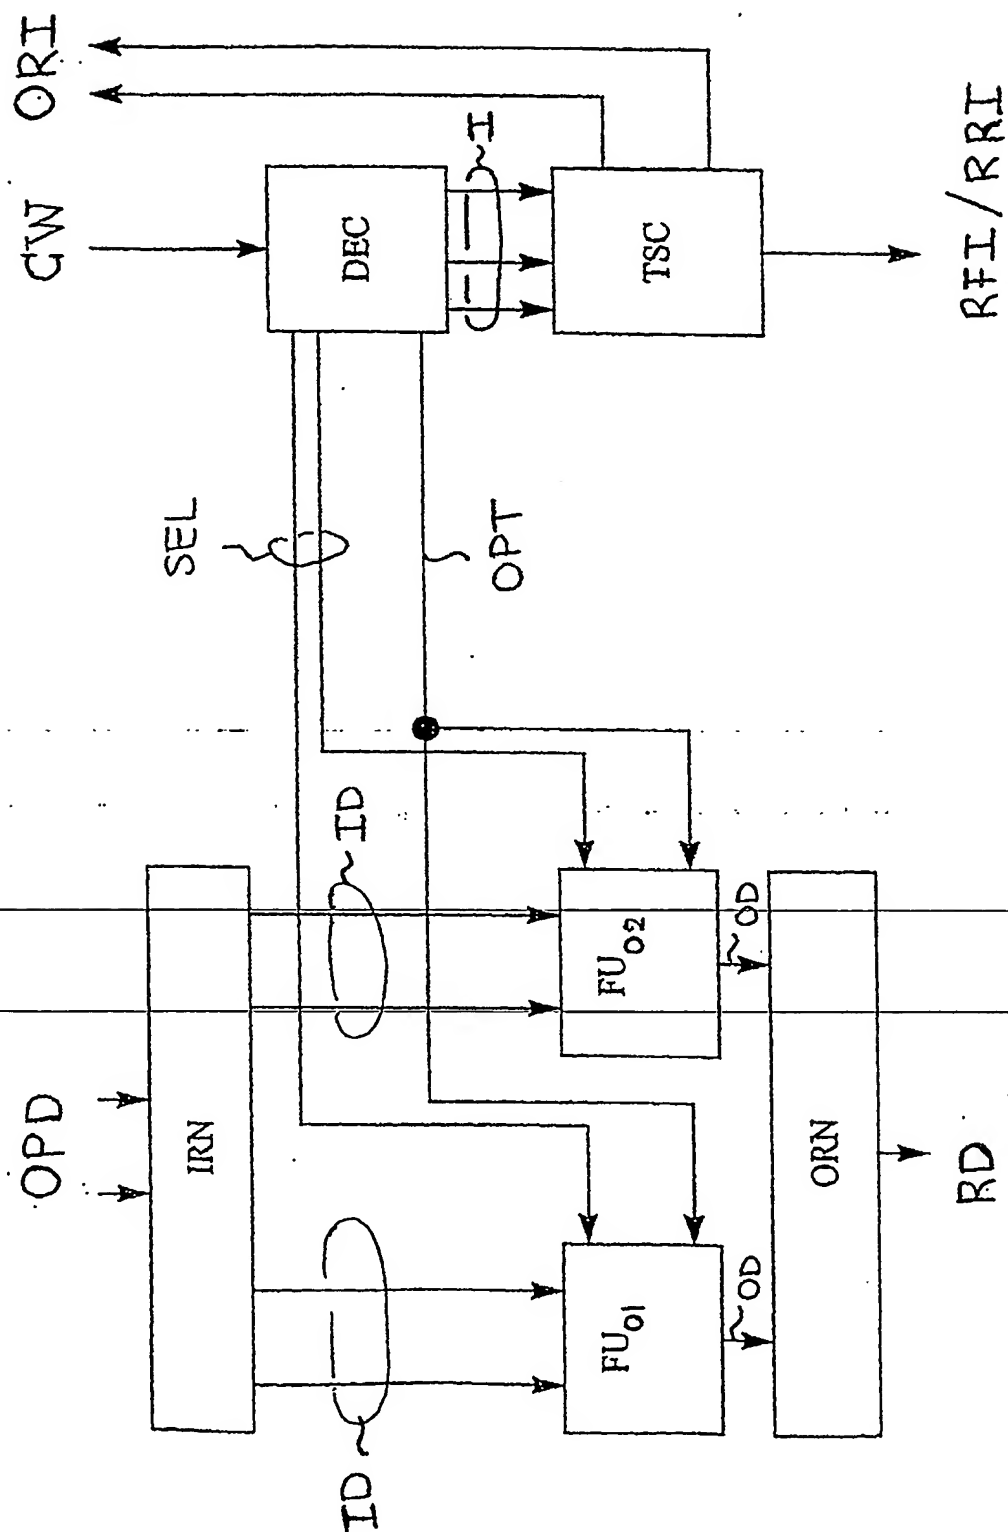 OPD
CW
ORI
IRN
SEL
DEC
ID
ID
I
OPT
FU01
FU02
TSC
OD
OD
ORN
RD
RFI/RRI